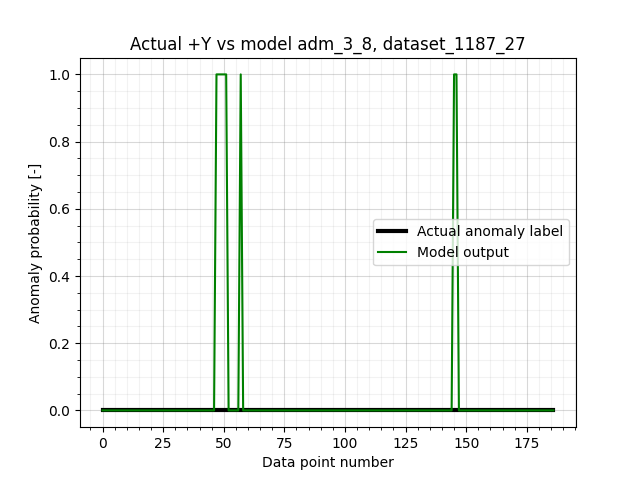 Actual +Y vs model adm_3_8, dataset_1187_27
Anomaly probability [-]
1.0
0.8
0.6
0.4
0.2
0.0
Actual anomaly label
Model output
0 25 50 75 100 125 150 175
Data point number